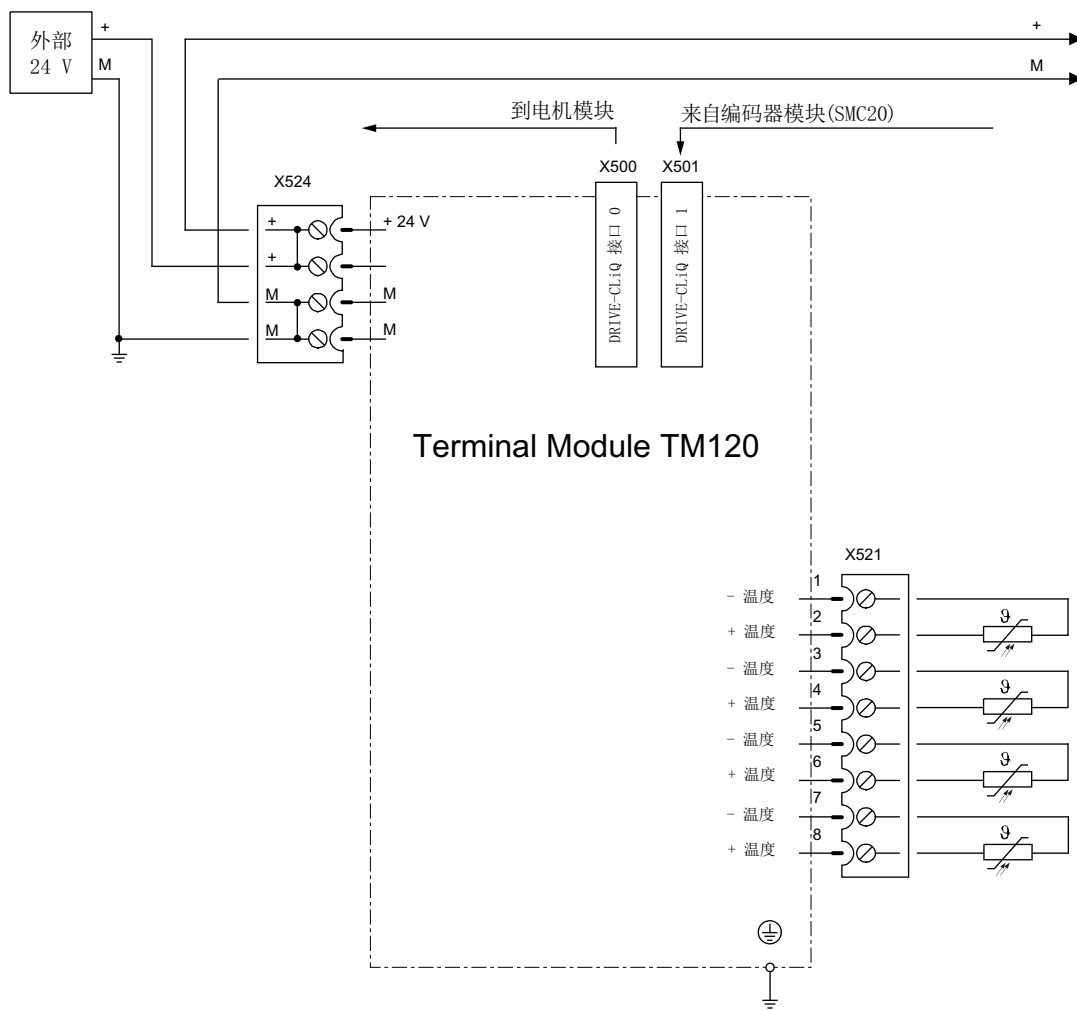 外部
24 V
+
M
+
M
到电机模块
来自编码器模块(SMC20)
X500
X501
X524
DRIVE-CLiQ 接口 0
DRIVE-CLiQ 接口 1
+
+ 24 V
+
M
M
M
M
Terminal Module TM120
X521
- 温度
1
+ 温度
2
- 温度
3
+ 温度
4
- 温度
5
+ 温度
6
- 温度
7
+ 温度
8
ϑ
ϑ
ϑ
ϑ